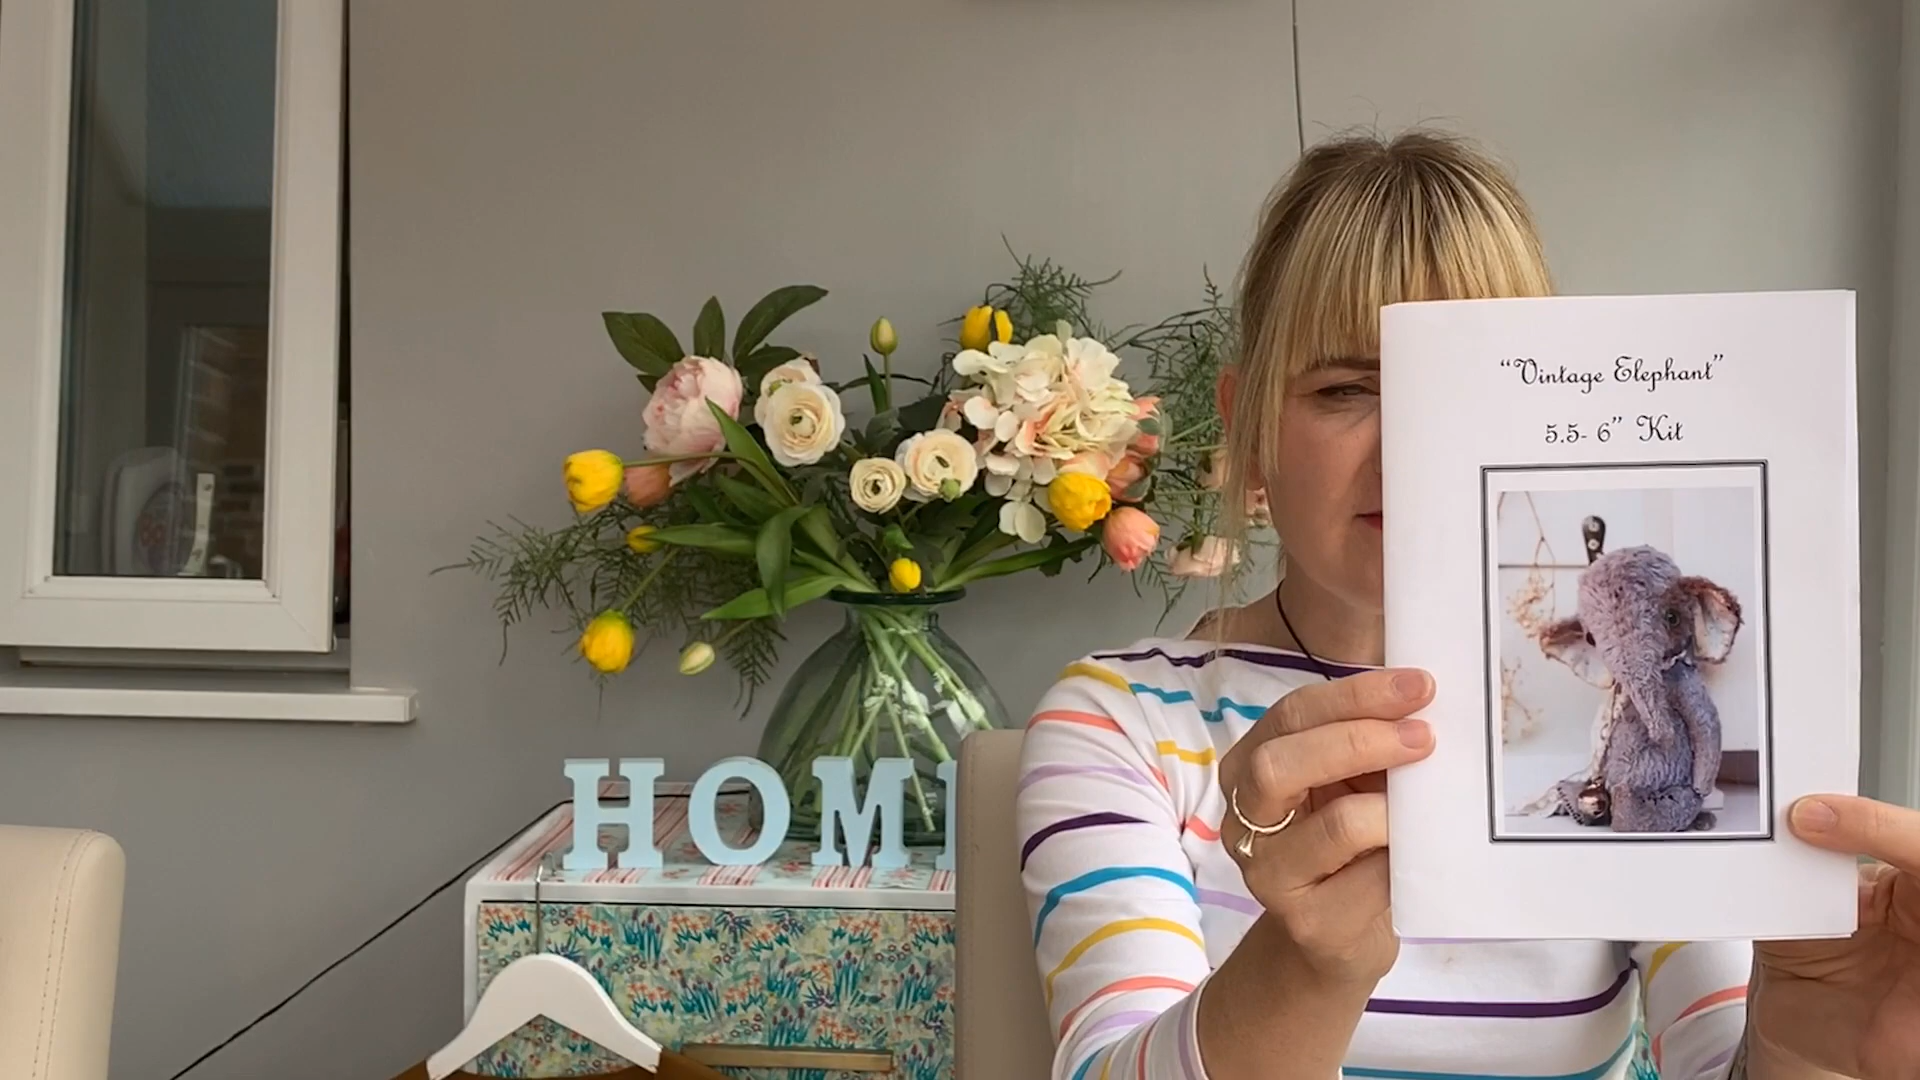 HOM
“Vintage Elephant”
5.5- 6” Kit